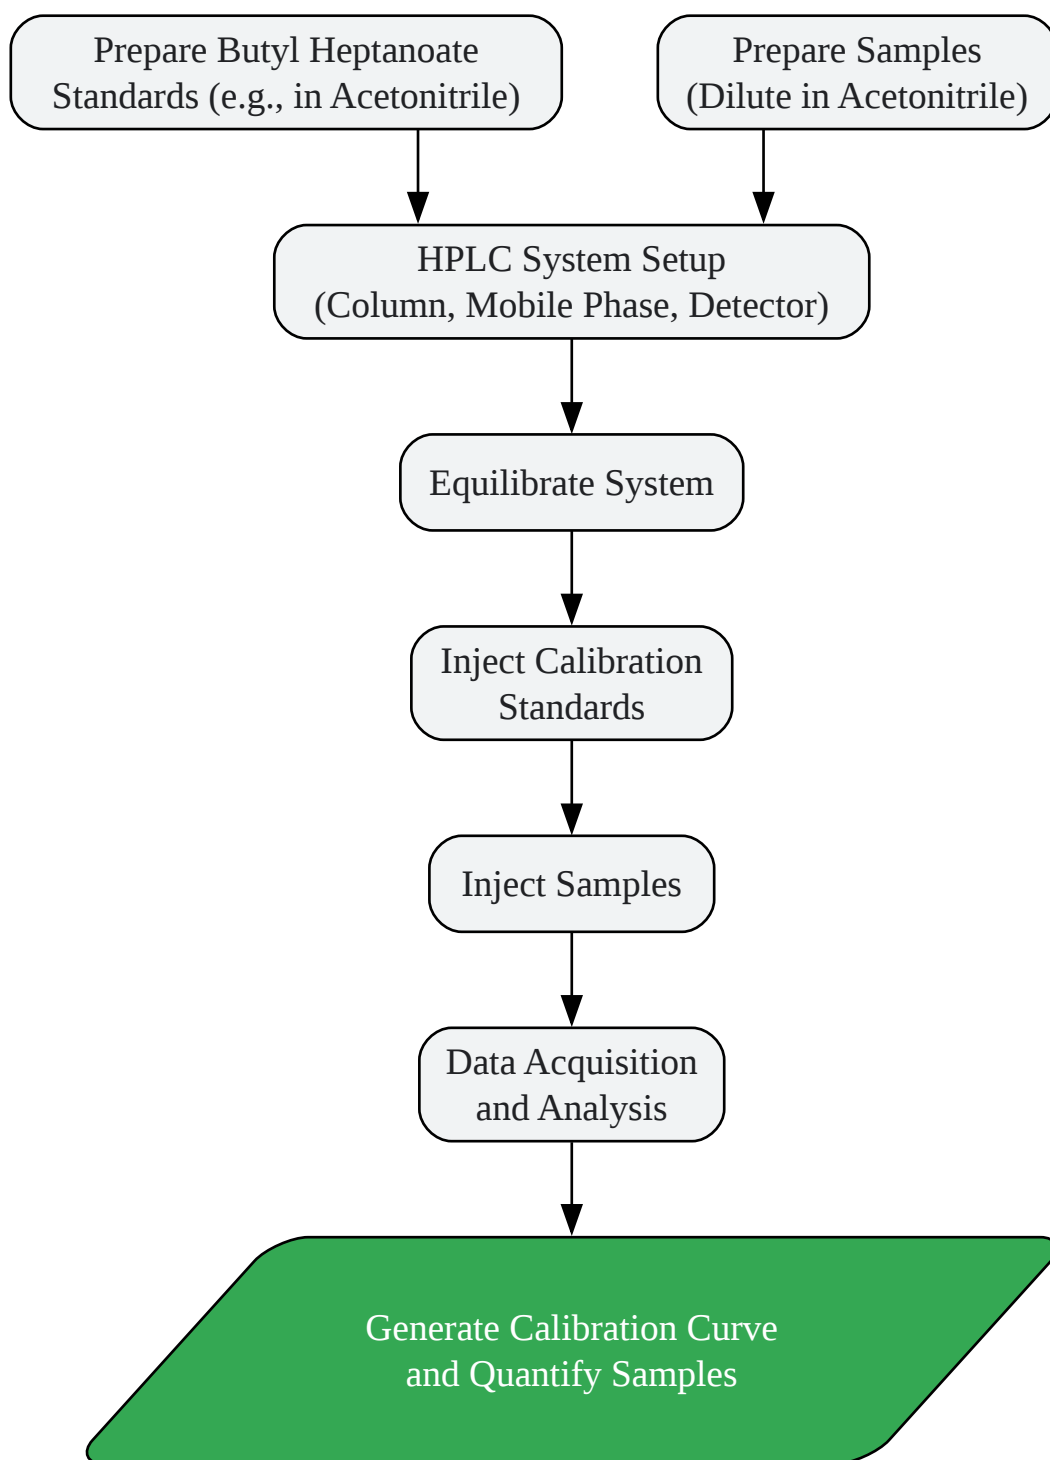 Prepare Butyl Heptanoate
Standards (e.g., in Acetonitrile)
Prepare Samples
(Dilute in Acetonitrile)
HPLC System Setup
(Column, Mobile Phase, Detector)
Equilibrate System
Inject Calibration
Standards
Inject Samples
Data Acquisition
and Analysis
Generate Calibration Curve
and Quantify Samples